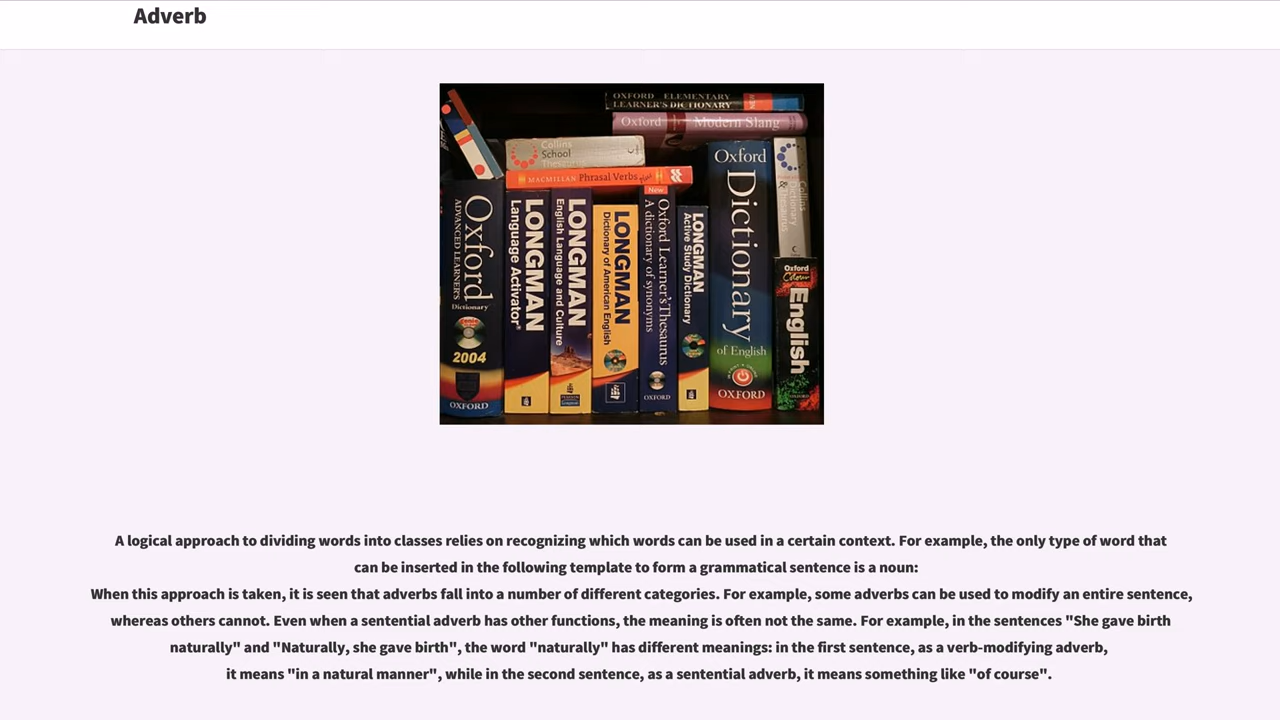 Adverb
OXFORD ELEMENTARY
LEARNER'S DICTIONARY
Oxford Modern Slang
Collins
School
MACMILLAN Phrasal Verbs Plus
New
Oxford
ADVANCED LEARNER'S
Dictionary
2004
OXFORD
LONGMAN
Language Activator®
LONGMAN
English Language and Culture
LONGMAN
Dictionary of American English
Oxford Learner's Thesaurus
A dictionary of synonyms
OXFORD
LONGMAN
Active Study Dictionary
Oxford
Dictionary
of English
OXFORD
Collins
Dictionary
& Thesaurus
Oxford
Colour
English
A logical approach to dividing words into classes relies on recognizing which words can be used in a certain context. For example, the only type of word that
can be inserted in the following template to form a grammatical sentence is a noun:
When this approach is taken, it is seen that adverbs fall into a number of different categories. For example, some adverbs can be used to modify an entire sentence,
whereas others cannot. Even when a sentential adverb has other functions, the meaning is often not the same. For example, in the sentences "She gave birth
naturally" and "Naturally, she gave birth", the word "naturally" has different meanings: in the first sentence, as a verb-modifying adverb,
it means "in a natural manner", while in the second sentence, as a sentential adverb, it means something like "of course".